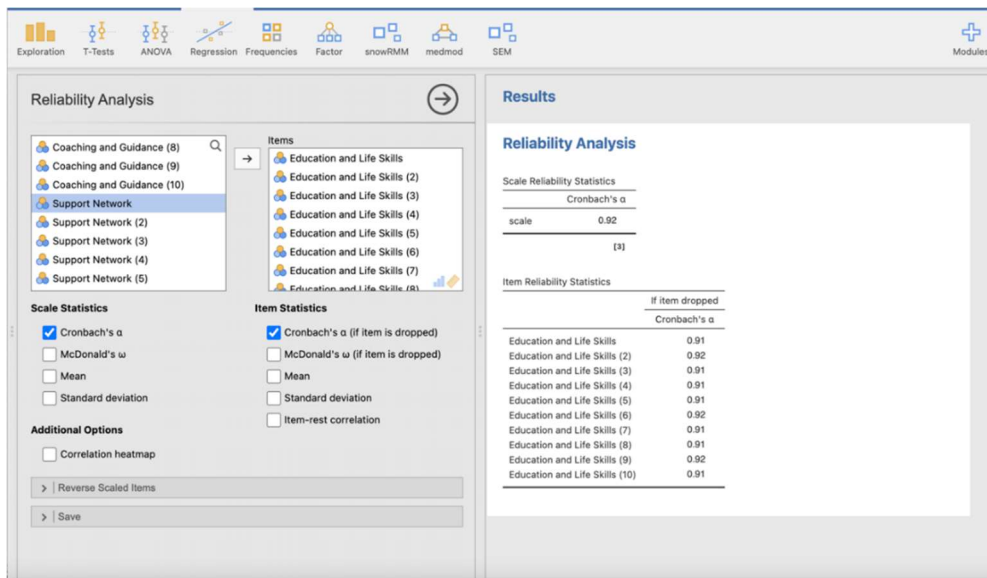 Exploration T-Tests ANOVA Regression Frequencies Factor snowRMM medmod SEM Modules
Reliability Analysis
Coaching and Guidance (8)
Coaching and Guidance (9)
Coaching and Guidance (10)
Support Network
Support Network (2)
Support Network (3)
Support Network (4)
Support Network (5)
Items
Education and Life Skills
Education and Life Skills (2)
Education and Life Skills (3)
Education and Life Skills (4)
Education and Life Skills (5)
Education and Life Skills (6)
Education and Life Skills (7)
Education and Life Skills (8)
Scale Statistics
Cronbach's α
McDonald's ω
Mean
Standard deviation
Additional Options
Correlation heatmap
Item Statistics
Cronbach's α (if item is dropped)
McDonald's ω (if item is dropped)
Mean
Standard deviation
Item-rest correlation
Reverse Scaled Items
Save
Results
Reliability Analysis
Scale Reliability Statistics
Cronbach's α
scale 0.92
[3]
Item Reliability Statistics
If item dropped
Cronbach's α
Education and Life Skills 0.91
Education and Life Skills (2) 0.92
Education and Life Skills (3) 0.91
Education and Life Skills (4) 0.91
Education and Life Skills (5) 0.91
Education and Life Skills (6) 0.92
Education and Life Skills (7) 0.91
Education and Life Skills (8) 0.91
Education and Life Skills (9) 0.92
Education and Life Skills (10) 0.91